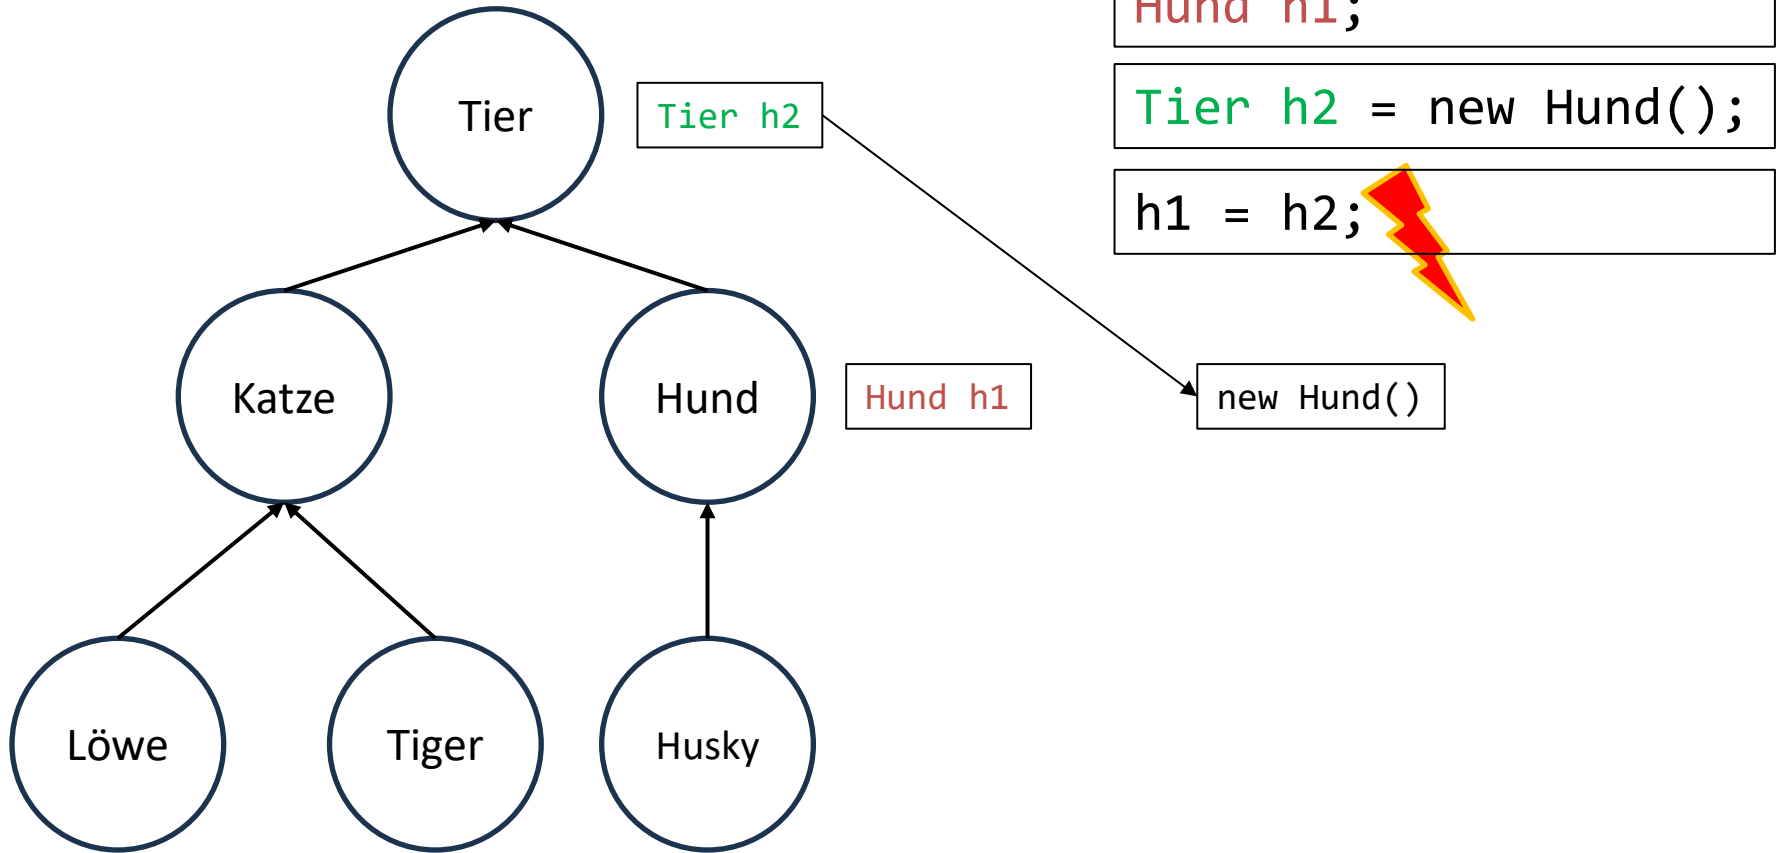 Hund h1;
Tier
Tier h2
Tier h2 = new Hund();
h1 = h2;
Katze
Hund
Hund h1
new Hund()
Löwe
Tiger
Husky